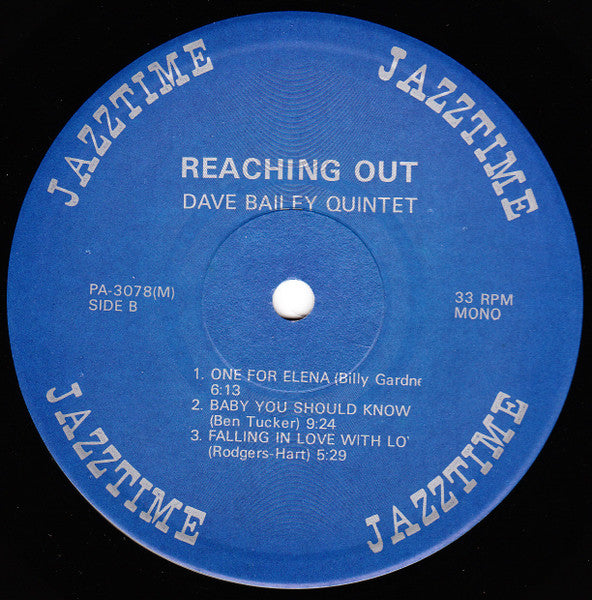 JAZZTIME
JAZZTIME
REACHING OUT
DAVE BAILEY QUINTET
PA-3078(M)
SIDE B
33 RPM
MONO
1. ONE FOR ELENA (Billy Gardne
6:13
2. BABY YOU SHOULD KNOW
(Ben Tucker) 9:24
3. FALLING IN LOVE WITH LO
(Rodgers-Hart) 5:29
JAZZTIME
JAZZTIME